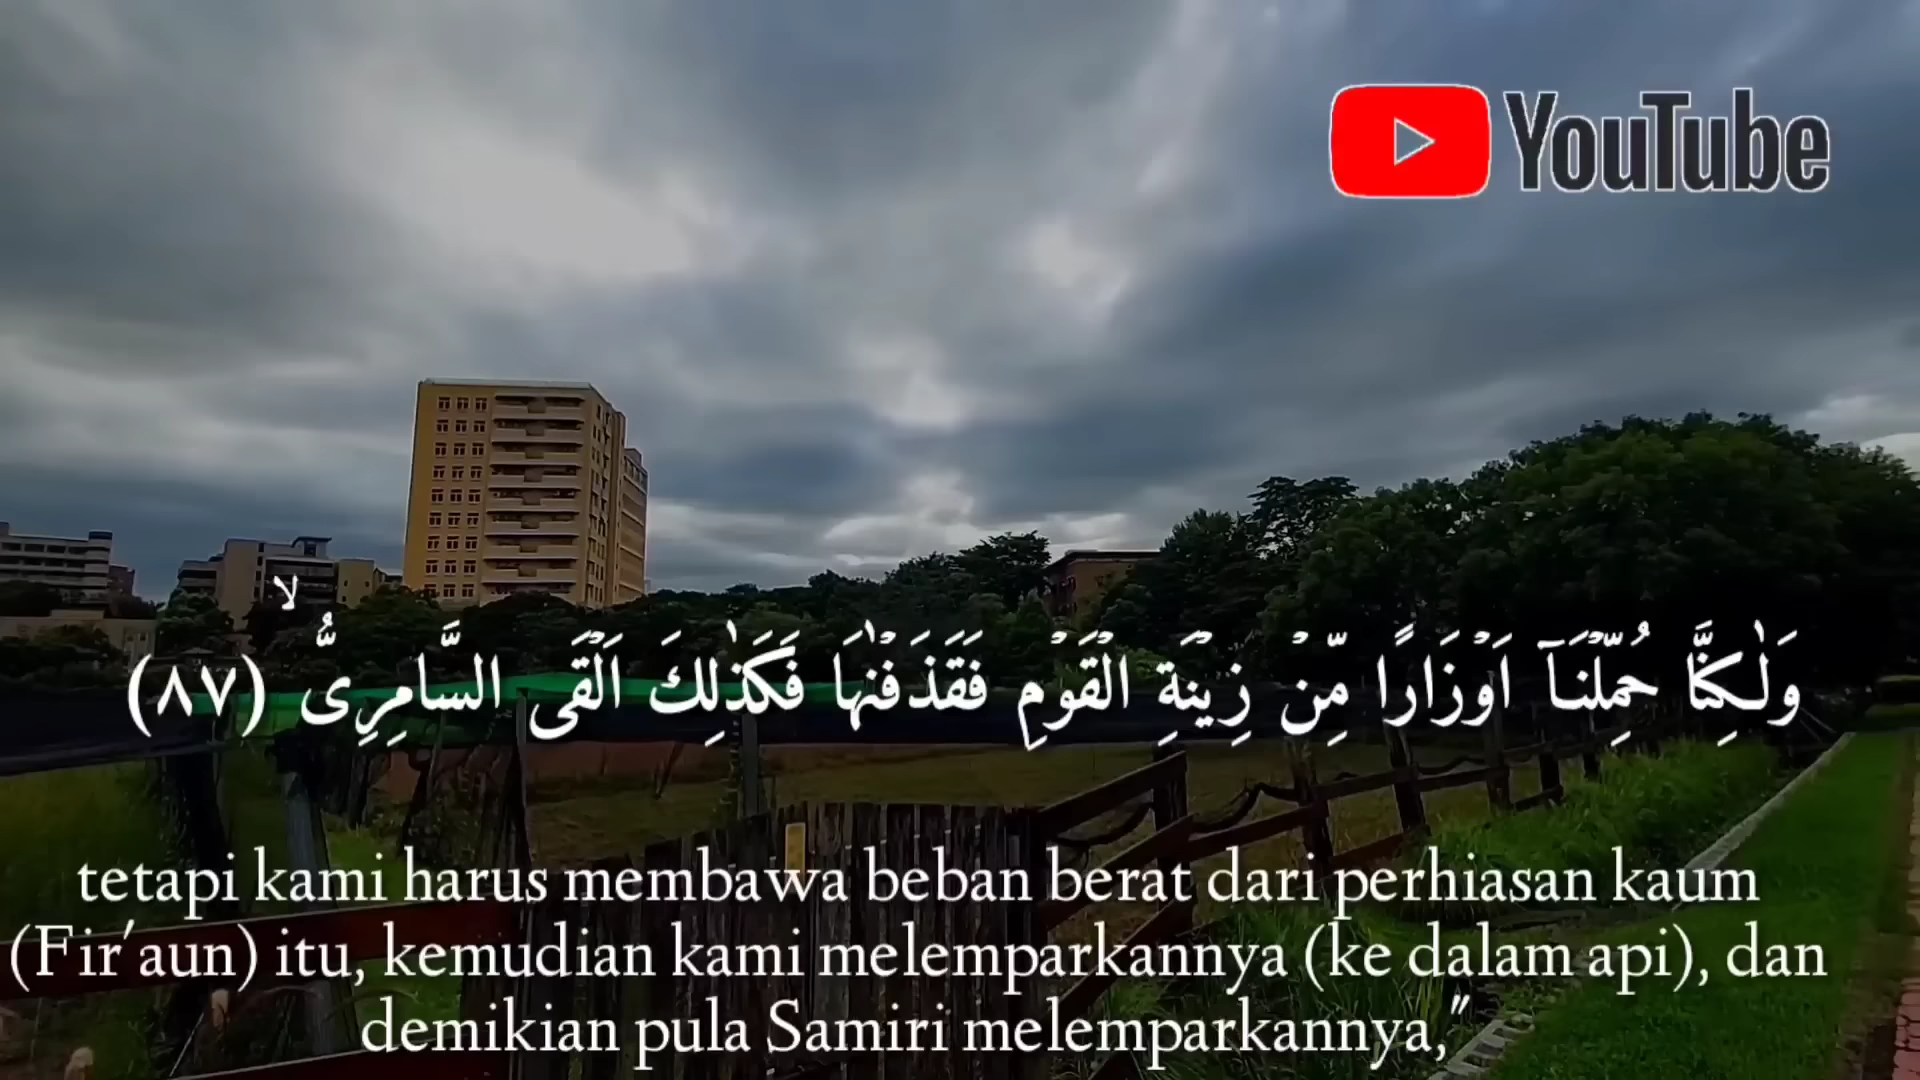 YouTube
وَلٰكِنَّا حُمِّلْنَآ اَوْزَارًا مِّنْ زِيْنَةِ الْقَوْمِ فَقَذَفْنٰهَا فَكَذٰلِكَ اَلْقَى السَّامِرِيُّ ۙ (٨٧)
tetapi kami harus membawa beban berat dari perhiasan kaum
(Fir'aun) itu, kemudian kami melemparkannya (ke dalam api), dan
demikian pula Samiri melemparkannya,"